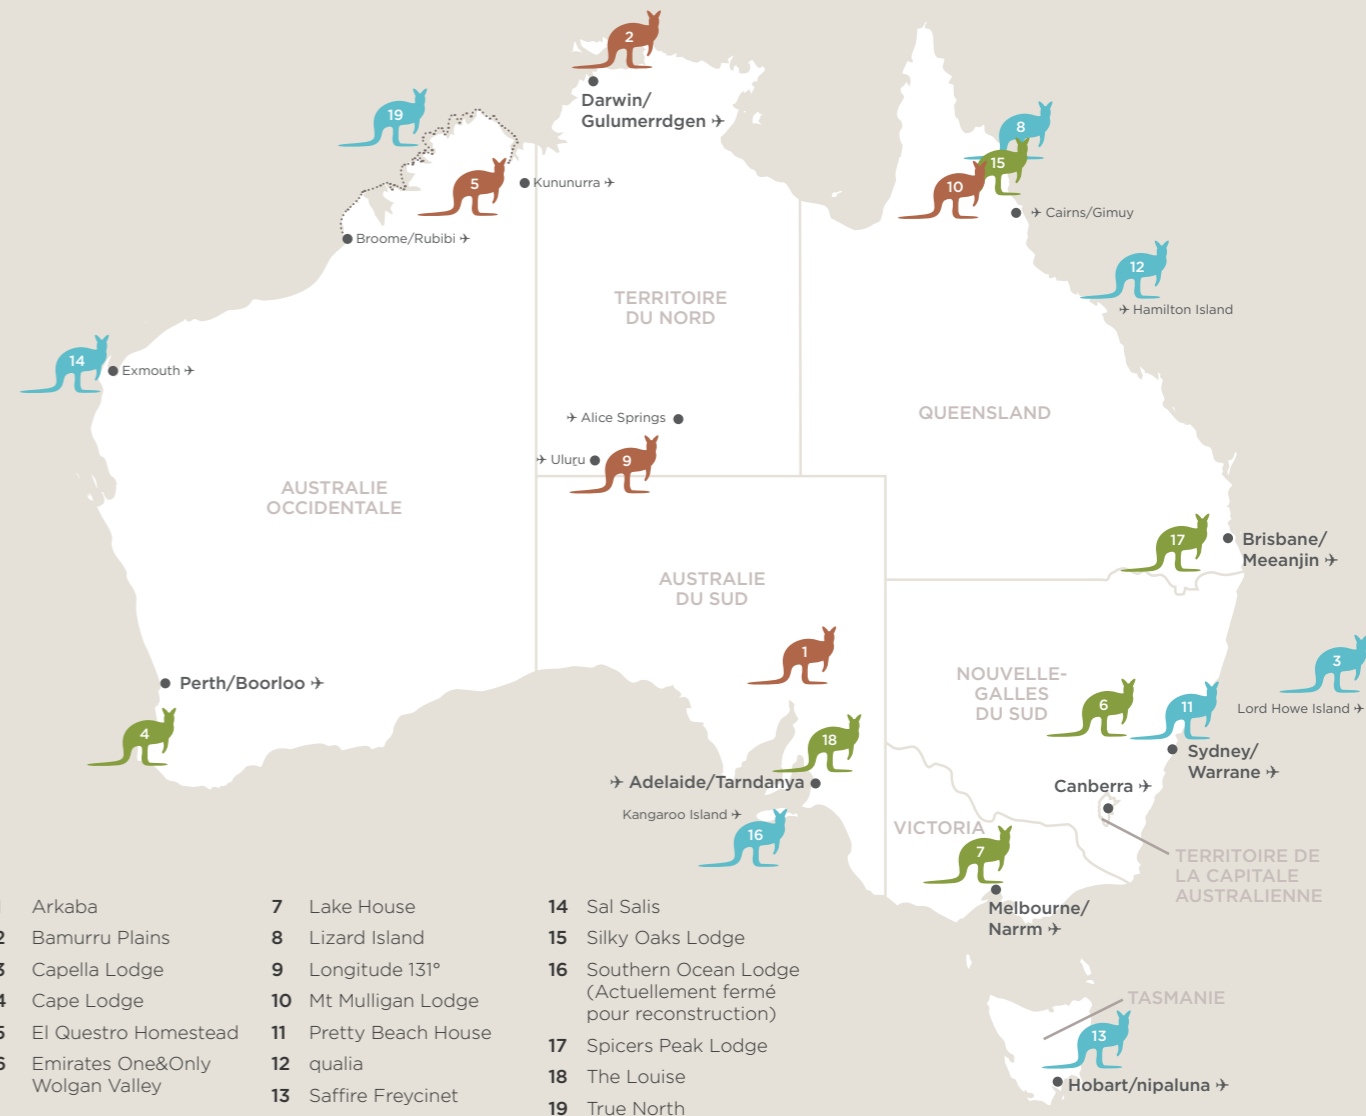 2
Darwin/
Gulumerrdgen
19
8
15
5
Kununurra
10
Cairns/Gimuy
Broome/Rubibi
12
Hamilton Island
TERRITOIRE
DU NORD
14
Exmouth
Alice Springs
QUEENSLAND
Uluru
9
AUSTRALIE
OCCIDENTALE
17
Brisbane/
Meeanjin
AUSTRALIE
DU SUD
1
3
NOUVELLE-
GALLES
DU SUD
Perth/Boorloo
6
11
Lord Howe Island
4
18
Sydney/
Warrane
Adelaide/Tarndanya
Canberra
Kangaroo Island
16
VICTORIA
7
TERRITOIRE DE
LA CAPITALE
AUSTRALIENNE
Melbourne/
Narrm
TASMANIE
13
Hobart/nipaluna
Arkaba
2 Bamurru Plains
3 Capella Lodge
4 Cape Lodge
5 El Questro Homestead
6 Emirates One&Only
Wolgan Valley
7 Lake House
8 Lizard Island
9 Longitude 131°
10 Mt Mulligan Lodge
11 Pretty Beach House
12 qualia
13 Saffire Freycinet
14 Sal Salis
15 Silky Oaks Lodge
16 Southern Ocean Lodge
(Actuellement fermé
pour reconstruction)
17 Spicers Peak Lodge
18 The Louise
19 True North